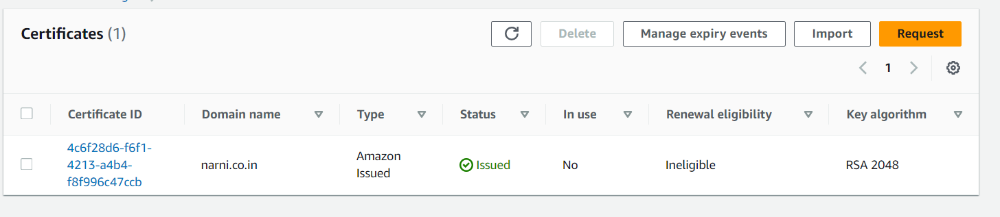 Certificates (1)
Delete
Manage expiry events
Import
Request
1
Certificate ID
Domain name
Type
Status
In use
Renewal eligibility
Key algorithm
4c6f28d6-f6f1-
4213-a4b4-
f8f996c47ccb
narni.co.in
Amazon
Issued
Issued
No
Ineligible
RSA 2048